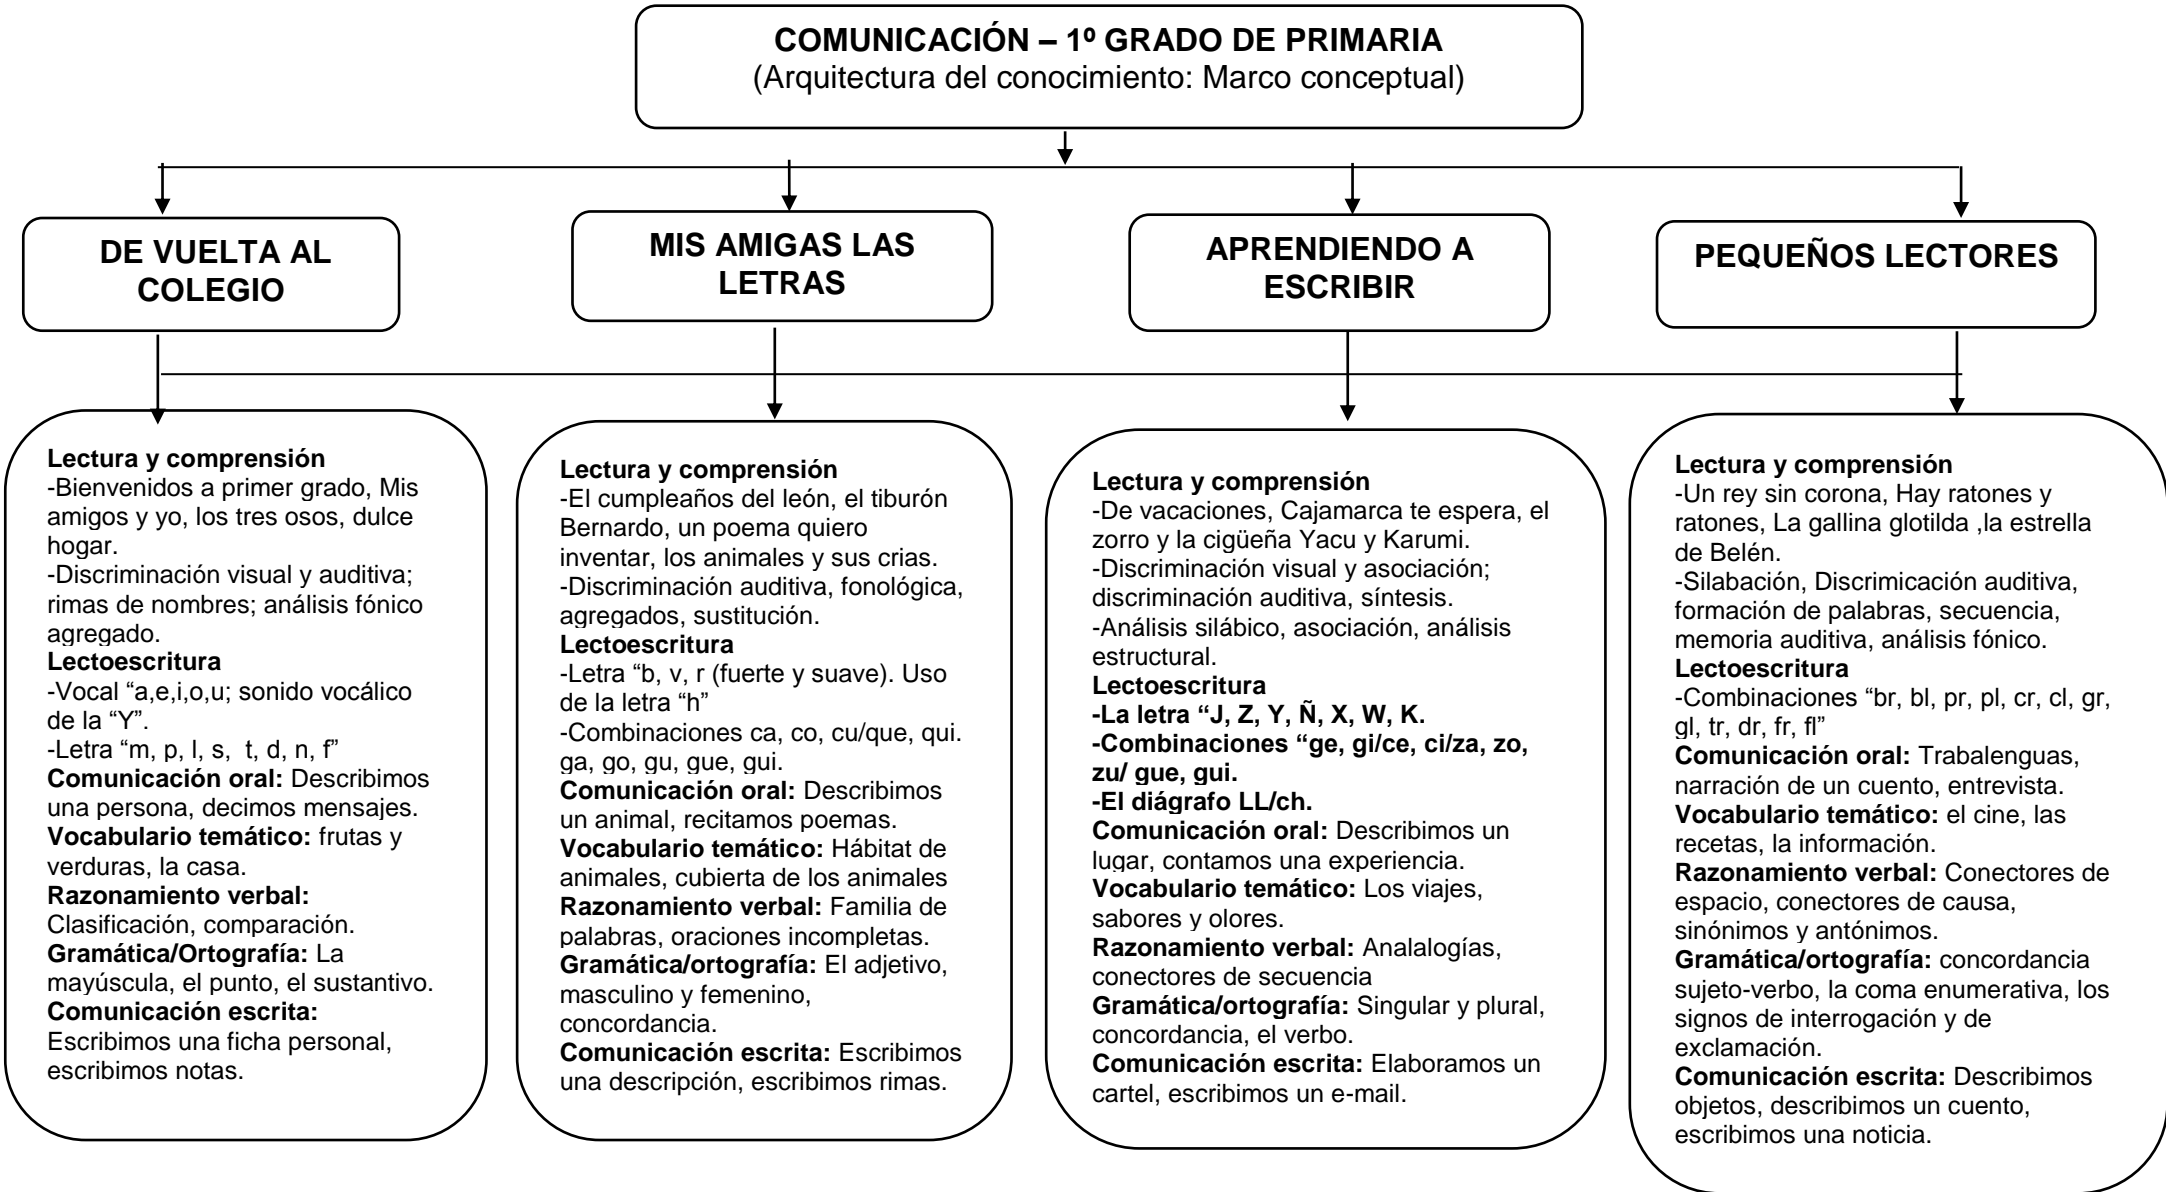 COMUNICACIÓN – 1º GRADO DE PRIMARIA
(Arquitectura del conocimiento: Marco conceptual)
DE VUELTA AL
COLEGIO
MIS AMIGAS LAS
LETRAS
APRENDIENDO A
ESCRIBIR
PEQUEÑOS LECTORES
Lectura y comprensión
-Bienvenidos a primer grado, Mis
amigos y yo, los tres osos, dulce
hogar.
-Discriminación visual y auditiva;
rimas de nombres; análisis fónico
agregado.
Lectoescritura
-Vocal “a,e,i,o,u; sonido vocálico
de la “Y”.
-Letra “m, p, l, s,  t, d, n, f”
Comunicación oral: Describimos
una persona, decimos mensajes.
Vocabulario temático: frutas y
verduras, la casa.
Razonamiento verbal:
Clasificación, comparación.
Gramática/Ortografía: La
mayúscula, el punto, el sustantivo.
Comunicación escrita:
Escribimos una ficha personal,
escribimos notas.
Lectura y comprensión
-El cumpleaños del león, el tiburón
Bernardo, un poema quiero
inventar, los animales y sus crias.
-Discriminación auditiva, fonológica,
agregados, sustitución.
Lectoescritura
-Letra “b, v, r (fuerte y suave). Uso
de la letra “h”
-Combinaciones ca, co, cu/que, qui.
ga, go, gu, gue, gui.
Comunicación oral: Describimos
un animal, recitamos poemas.
Vocabulario temático: Hábitat de
animales, cubierta de los animales
Razonamiento verbal: Familia de
palabras, oraciones incompletas.
Gramática/ortografía: El adjetivo,
masculino y femenino,
concordancia.
Comunicación escrita: Escribimos
una descripción, escribimos rimas.
Lectura y comprensión
-De vacaciones, Cajamarca te espera, el
zorro y la cigüeña Yacu y Karumi.
-Discriminación visual y asociación;
discriminación auditiva, síntesis.
-Análisis silábico, asociación, análisis
estructural.
Lectoescritura
-La letra “J, Z, Y, Ñ, X, W, K.
-Combinaciones “ge, gi/ce, ci/za, zo,
zu/ gue, gui.
-El diágrafo LL/ch.
Comunicación oral: Describimos un
lugar, contamos una experiencia.
Vocabulario temático: Los viajes,
sabores y olores.
Razonamiento verbal: Analalogías,
conectores de secuencia
Gramática/ortografía: Singular y plural,
concordancia, el verbo.
Comunicación escrita: Elaboramos un
cartel, escribimos un e-mail.
Lectura y comprensión
-Un rey sin corona, Hay ratones y
ratones, La gallina glotilda ,la estrella
de Belén.
-Silabación, Discrimicación auditiva,
formación de palabras, secuencia,
memoria auditiva, análisis fónico.
Lectoescritura
-Combinaciones “br, bl, pr, pl, cr, cl, gr,
gl, tr, dr, fr, fl”
Comunicación oral: Trabalenguas,
narración de un cuento, entrevista.
Vocabulario temático: el cine, las
recetas, la información.
Razonamiento verbal: Conectores de
espacio, conectores de causa,
sinónimos y antónimos.
Gramática/ortografía: concordancia
sujeto-verbo, la coma enumerativa, los
signos de interrogación y de
exclamación.
Comunicación escrita: Describimos
objetos, describimos un cuento,
escribimos una noticia.